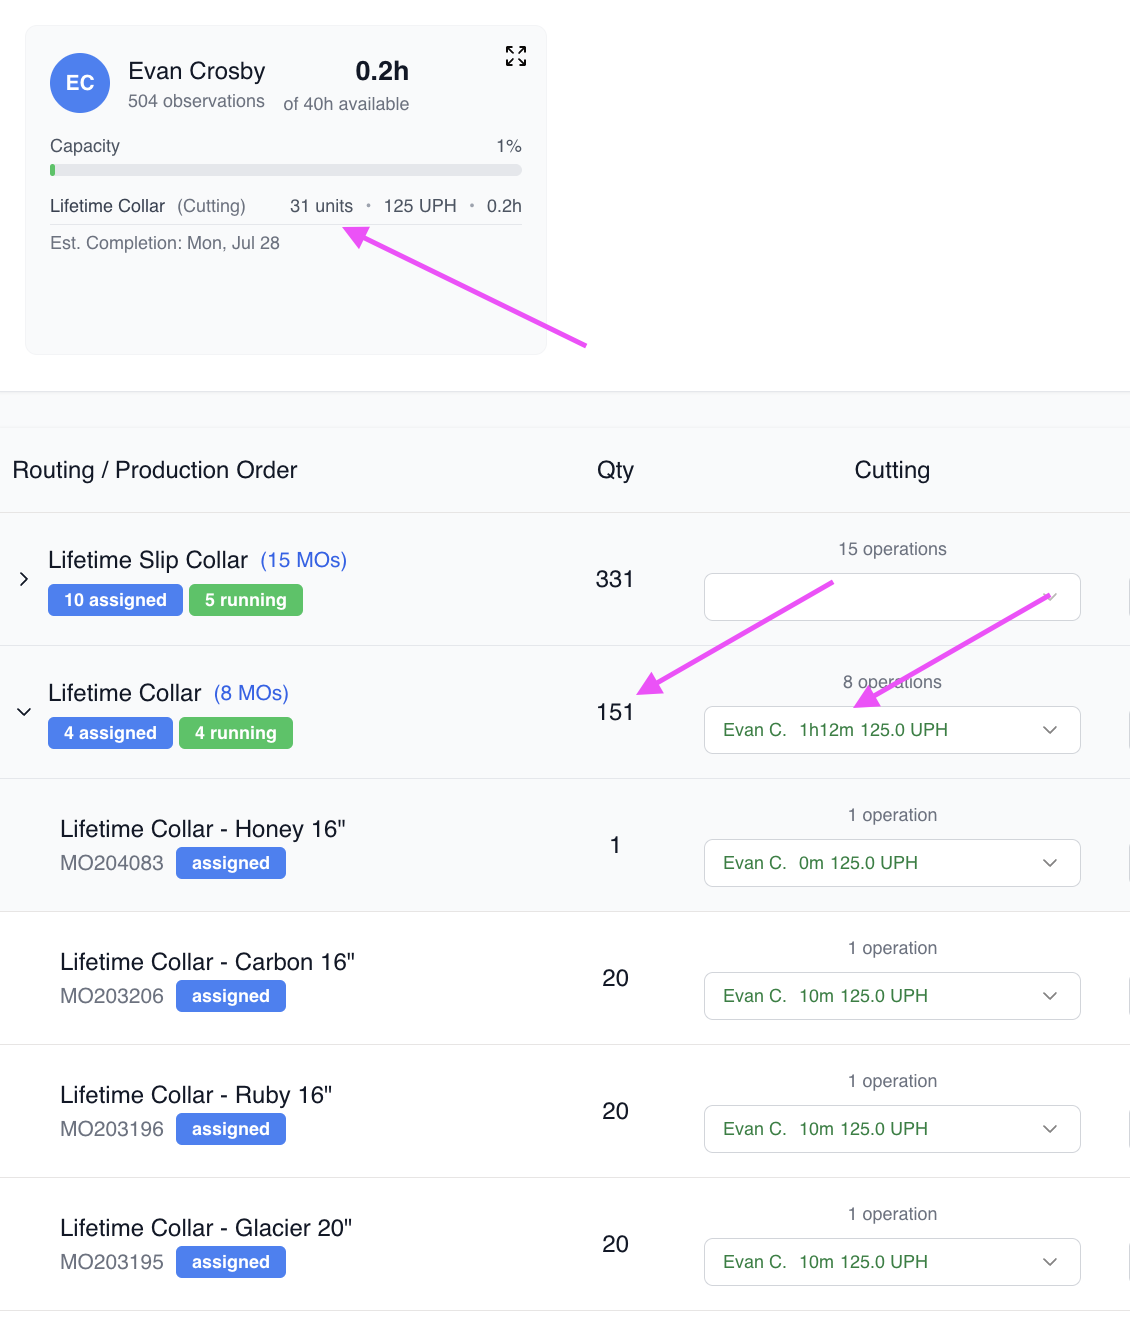 EC
Evan Crosby
504 observations
0.2h
of 40h available
Capacity 1%
Lifetime Collar (Cutting) 31 units • 125 UPH • 0.2h
Est. Completion: Mon, Jul 28
Routing / Production Order Qty Cutting
Lifetime Slip Collar (15 MOs)
10 assigned 5 running
331
15 operations
Lifetime Collar (8 MOs)
4 assigned 4 running
151
8 operations
Evan C. 1h12m 125.0 UPH
Lifetime Collar - Honey 16"
MO204083 assigned
1
1 operation
Evan C. 0m 125.0 UPH
Lifetime Collar - Carbon 16"
MO203206 assigned
20
1 operation
Evan C. 10m 125.0 UPH
Lifetime Collar - Ruby 16"
MO203196 assigned
20
1 operation
Evan C. 10m 125.0 UPH
Lifetime Collar - Glacier 20"
MO203195 assigned
20
1 operation
Evan C. 10m 125.0 UPH